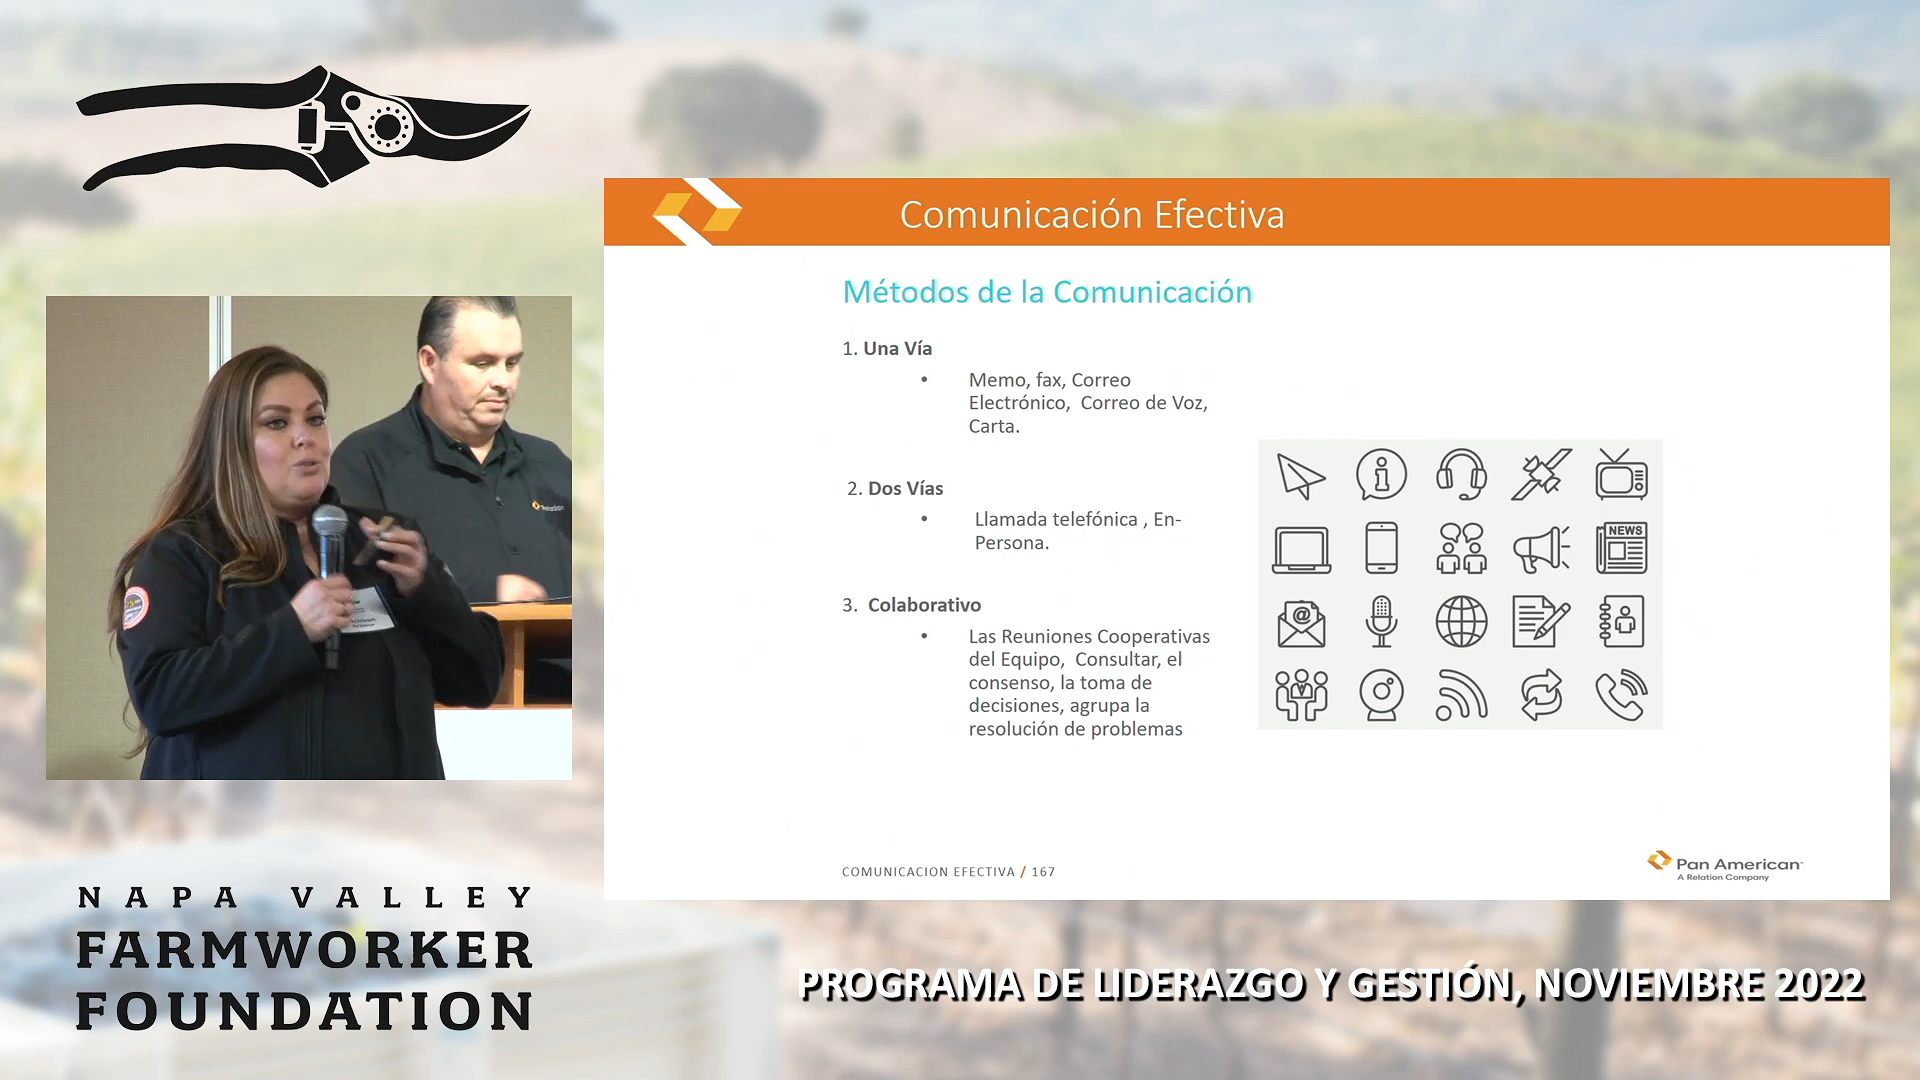 Comunicación Efectiva
Métodos de la Comunicación
1. Una Vía
• Memo, fax, Correo
Electrónico, Correo de Voz,
Carta.
2. Dos Vías
• Llamada telefónica , En-
Persona.
3. Colaborativo
• Las Reuniones Cooperativas
del Equipo, Consultar, el
consenso, la toma de
decisiones, agrupa la
resolución de problemas
NEWS
@
COMUNICACION EFECTIVA / 167
Pan American
A Relation Company
Relation
NAPA VALLEY
FARMWORKER
FOUNDATION
PROGRAMA DE LIDERAZGO Y GESTIÓN, NOVIEMBRE 2022